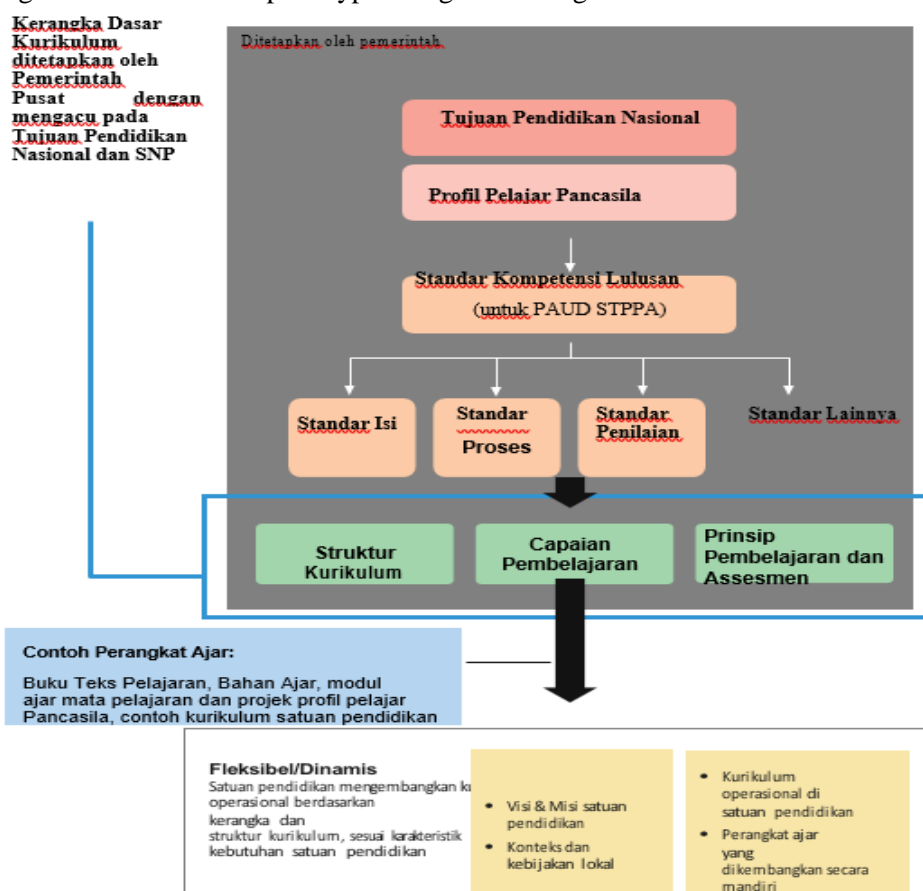 Kerangka Dasar
Kurikulum
ditetapkan oleh
Pemerintah
Pusat dengan
mengacu pada
Tujuan Pendidikan
Nasional dan SNP
Ditetapkan oleh pemerintah
Tujuan Pendidikan Nasional
Profil Pelajar Pancasila
Standar Kompetensi Lulusan
(untuk PAUD STPPA)
Standar Isi
Standar
Proses
Standar
Penilaian
Standar Lainnya
Struktur
Kurikulum
Capaian
Pembelajaran
Prinsip
Pembelajaran dan
Assesmen
Contoh Perangkat Ajar:
Buku Teks Pelajaran, Bahan Ajar, modul
ajar mata pelajaran dan projek profil pelajar
Pancasila, contoh kurikulum satuan pendidikan
Fleksibel/Dinamis
Satuan pendidikan mengembangkan
operasional berdasarkan
kerangka dan
struktur kurikulum, sesuai karakteristik
kebutuhan satuan pendidikan
• Visi & Misi satuan
pendidikan
• Konteks dan
kebijakan lokal
• Kurikulum
operasional di
satuan pendidikan
• Perangkat ajar
yang
dikembangkan secara
mandiri